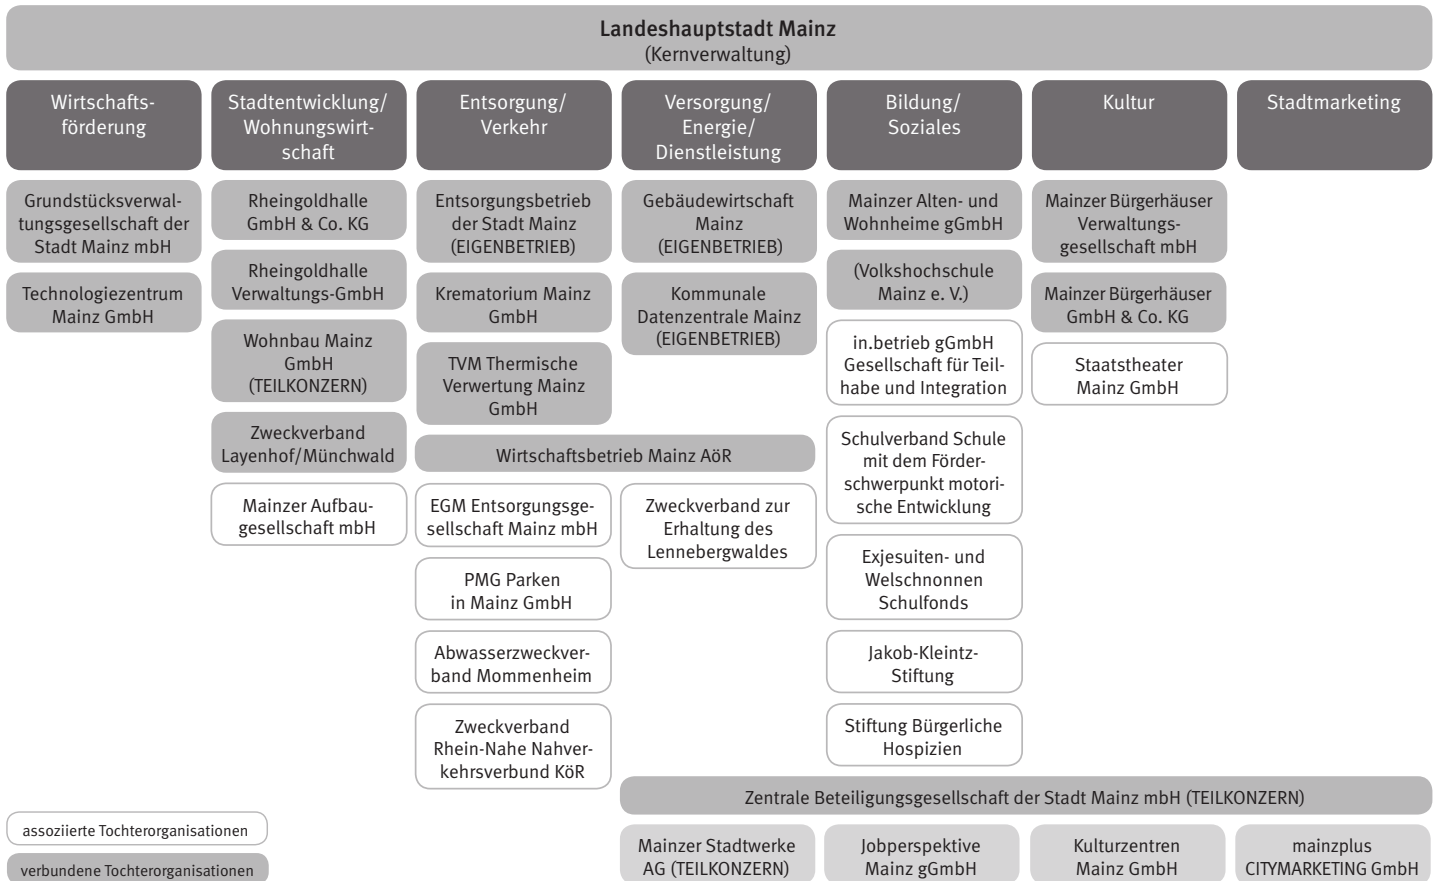 Landeshauptstadt Mainz
(Kernverwaltung)
Wirtschafts-
förderung
Stadtentwicklung/
Wohnungswirt-
schaft
Entsorgung/
Verkehr
Versorgung/
Energie/
Dienstleistung
Bildung/
Soziales
Kultur
Stadtmarketing
Grundstücksverwal-
tungsgesellschaft der
Stadt Mainz mbH
Technologiezentrum
Mainz GmbH
Rheingoldhalle
GmbH & Co. KG
Rheingoldhalle
Verwaltungs-GmbH
Wohnbau Mainz
GmbH
(TEILKONZERN)
Zweckverband
Layenhof/Münchwald
Mainzer Aufbau-
gesellschaft mbH
Entsorgungsbetrieb
der Stadt Mainz
(EIGENBETRIEB)
Krematorium Mainz
GmbH
TVM Thermische
Verwertung Mainz
GmbH
Wirtschaftsbetrieb Mainz AöR
EGM Entsorgungsge-
sellschaft Mainz mbH
PMG Parken
in Mainz GmbH
Abwasserzweckver-
band Mommenheim
Zweckverband
Rhein-Nahe Nahver-
kehrsverbund KöR
Gebäudewirtschaft
Mainz
(EIGENBETRIEB)
Kommunale
Datenzentrale Mainz
(EIGENBETRIEB)
Zweckverband zur
Erhaltung des
Lennebergwaldes
Mainzer Alten- und
Wohnheime gGmbH
(Volkshochschule
Mainz e. V.)
in.betrieb gGmbH
Gesellschaft für Teil-
habe und Integration
Schulverband Schule
mit dem Förder-
schwerpunkt motori-
sche Entwicklung
Exjesuiten- und
Welschnonnen
Schulfonds
Jakob-Kleintz-
Stiftung
Stiftung Bürgerliche
Hospizien
Mainzer Bürgerhäuser
Verwaltungs-
gesellschaft mbH
Mainzer Bürgerhäuser
GmbH & Co. KG
Staatstheater
Mainz GmbH
Zentrale Beteiligungsgesellschaft der Stadt Mainz mbH (TEILKONZERN)
Mainzer Stadtwerke
AG (TEILKONZERN)
Jobperspektive
Mainz gGmbH
Kulturzentren
Mainz GmbH
mainzplus
CITYMARKETING GmbH
assoziierte Tochterorganisationen
verbundene Tochterorganisationen